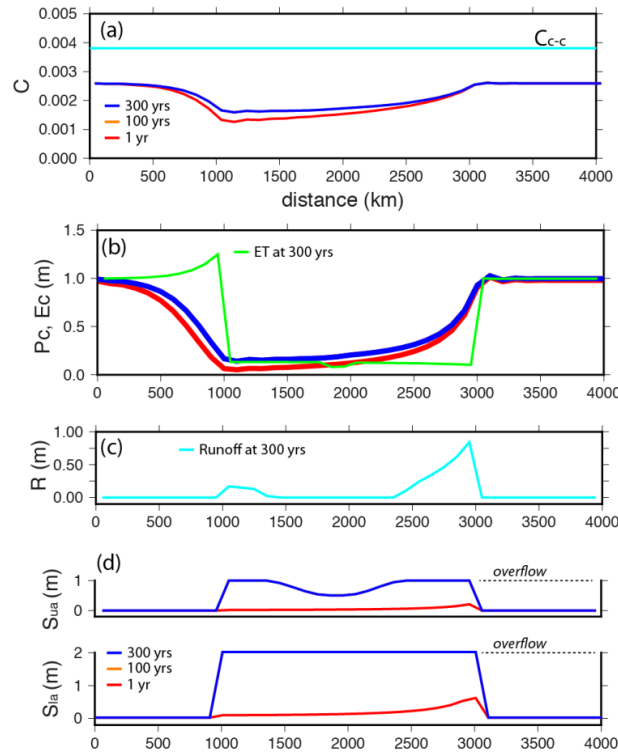 (a)
0.005
0.004
0.003
0.002
0.001
0.000
C
C_c-c
300 yrs
100 yrs
1 yr
0 500 1000 1500 2000 2500 3000 3500 4000
distance (km)
(b)
1.5
1.0
0.5
0.0
Pc, Ec (m)
ET at 300 yrs
0 500 1000 1500 2000 2500 3000 3500 4000
(c)
1.00
0.50
0.00
R (m)
Runoff at 300 yrs
0 500 1000 1500 2000 2500 3000 3500 4000
(d)
1
0
Sua (m)
overflow
2
1
0
Sla (m)
300 yrs
100 yrs
1 yr
overflow
0 500 1000 1500 2000 2500 3000 3500 4000